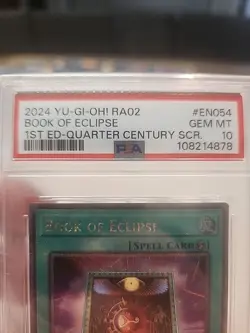 2024 YU-GI-OH! RA02 #EN054
BOOK OF ECLIPSE GEM MT
1ST ED-QUARTER CENTURY SCR. 10
PSA
108214878
BOOK OF ECLIPSE
[SPELL CARD]